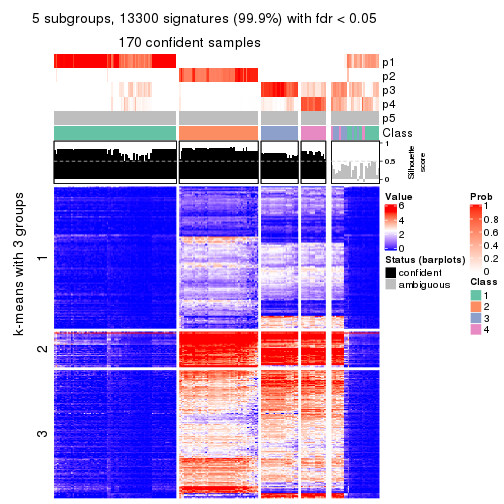 5 subgroups, 13300 signatures (99.9%) with fdr < 0.05
170 confident samples
p1
p2
p3
p4
p5
Class
1
0.5
0
Silhouette
score
k-means with 3 groups
1
2
3
Value
6
4
2
0
Status (barplots)
confident
ambiguous
Prob
1
0.8
0.6
0.4
0.2
0
Class
1
2
3
4